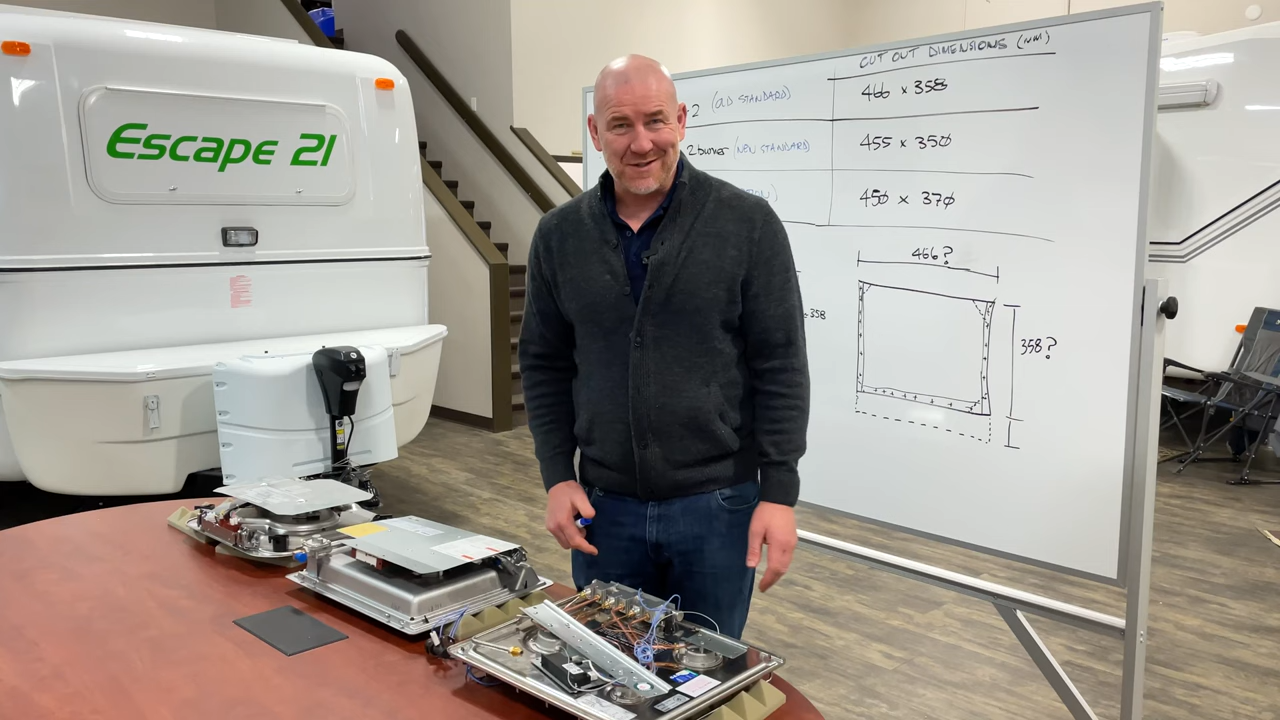 Escape 21
CUT OUT DIMENSIONS (MM)
-2 (OLD STANDARD) 466 x 358
2 burner (NEW STANDARD) 455 x 350
TION) 450 x 370
466?
358
358?